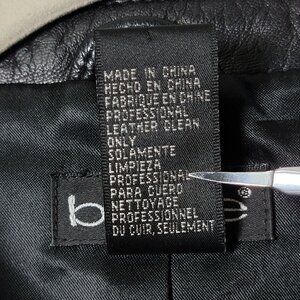 MADE IN CHINA
HECHO EN CHINA
FABRIQUE EN CHINE
PROFESSIONAL
LEATHER CLEAN
ONLY
SOLAMENTE
LIMPIEZA
PROFESSIONAL
PARA CUERO
NETTOYAGE
PROFESSIONNEL
DU CUIR, SEULEMENT
b
e®